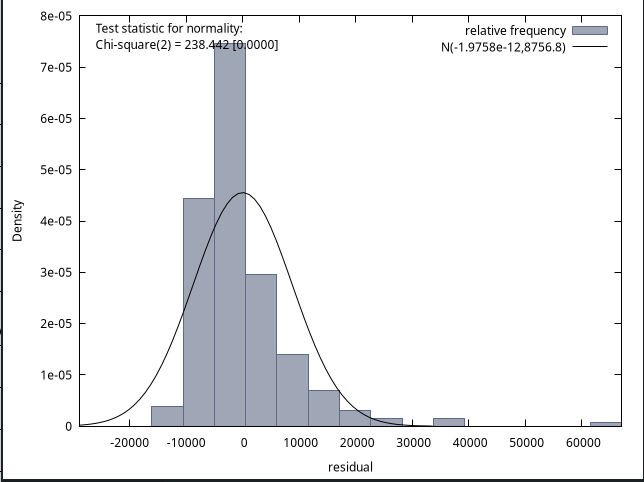 Test statistic for normality:
Chi-square(2) = 238.442 [0.0000]
relative frequency
N(-1.9758e-12,8756.8)
8e-05
7e-05
6e-05
5e-05
4e-05
3e-05
2e-05
1e-05
0
Density
-20000 -10000 0 10000 20000 30000 40000 50000 60000
residual